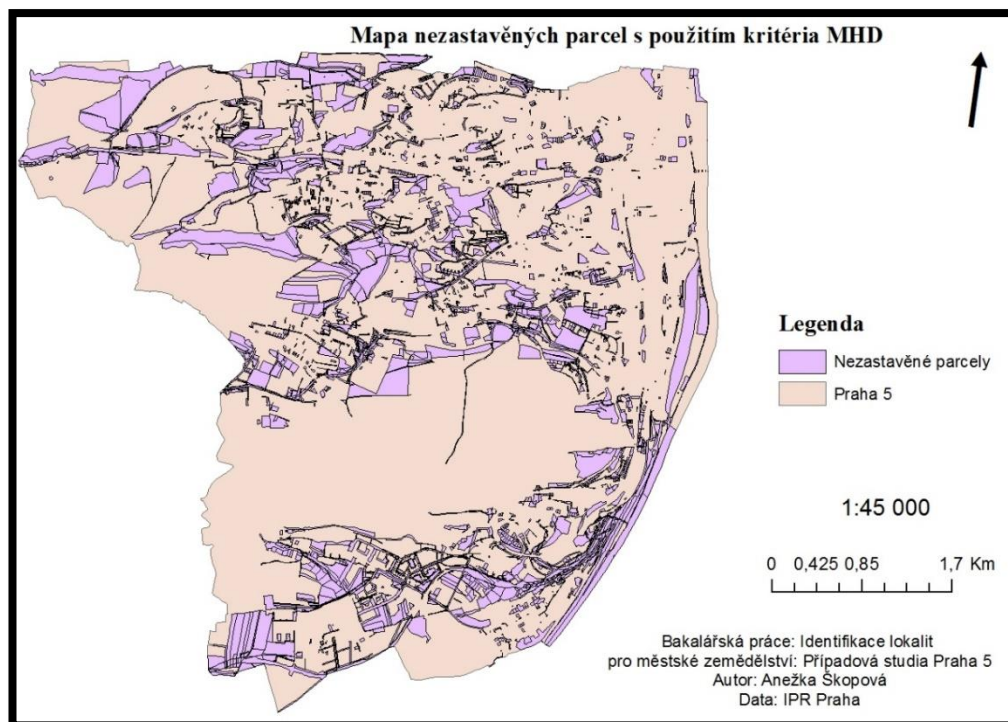 Mapa nezastavěných parcel s použitím kritéria MHD
Legenda
Nezastavěné parcely
Praha 5
1:45 000
0 0,425 0,85 1,7 Km
Bakalářská práce: Identifikace lokalit
pro městské zemědělství: Případová studia Praha 5
Autor: Anežka Škopová
Data: IPR Praha